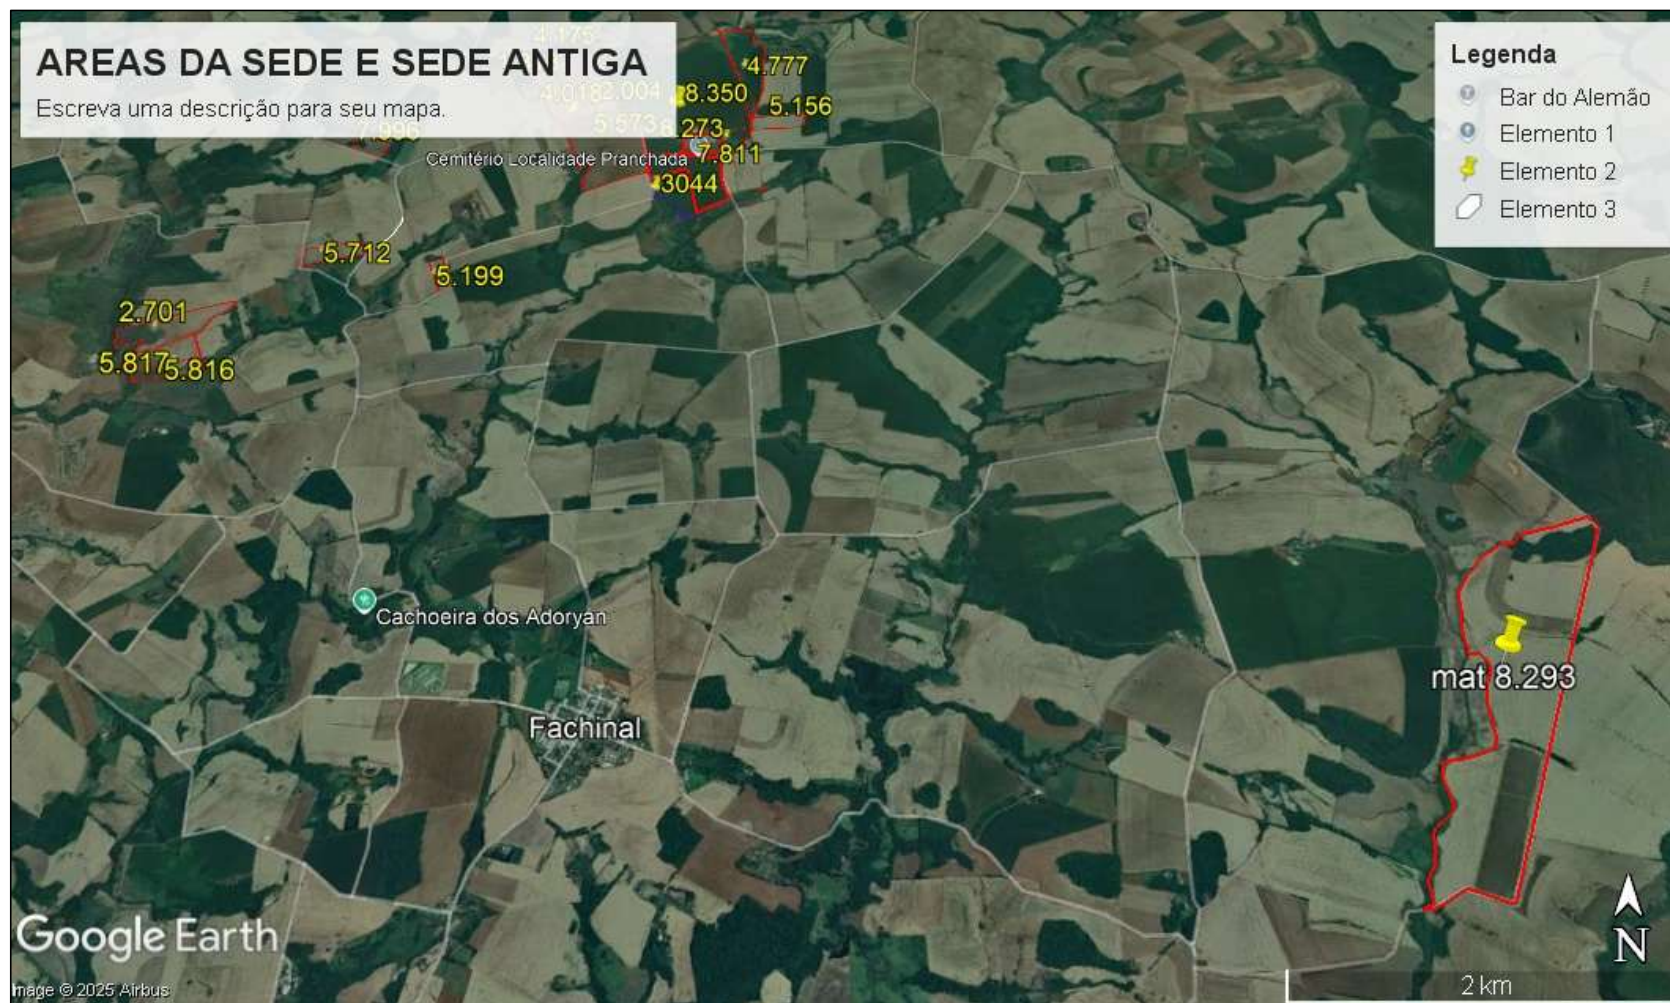 AREAS DA SEDE E SEDE ANTIGA
Escreva uma descrição para seu mapa.
Legenda
Bar do Alemão
Elemento 1
Elemento 2
Elemento 3
4.777
8.350
5.156
5.573
8.273
7.811
Cemitério Localidade Pranchada
3044
5.712
5.199
2.701
5.817
5.816
Cachoeira dos Adoryan
mat 8.293
Fachinal
Google Earth
Image © 2025 Airbus
N
2 km